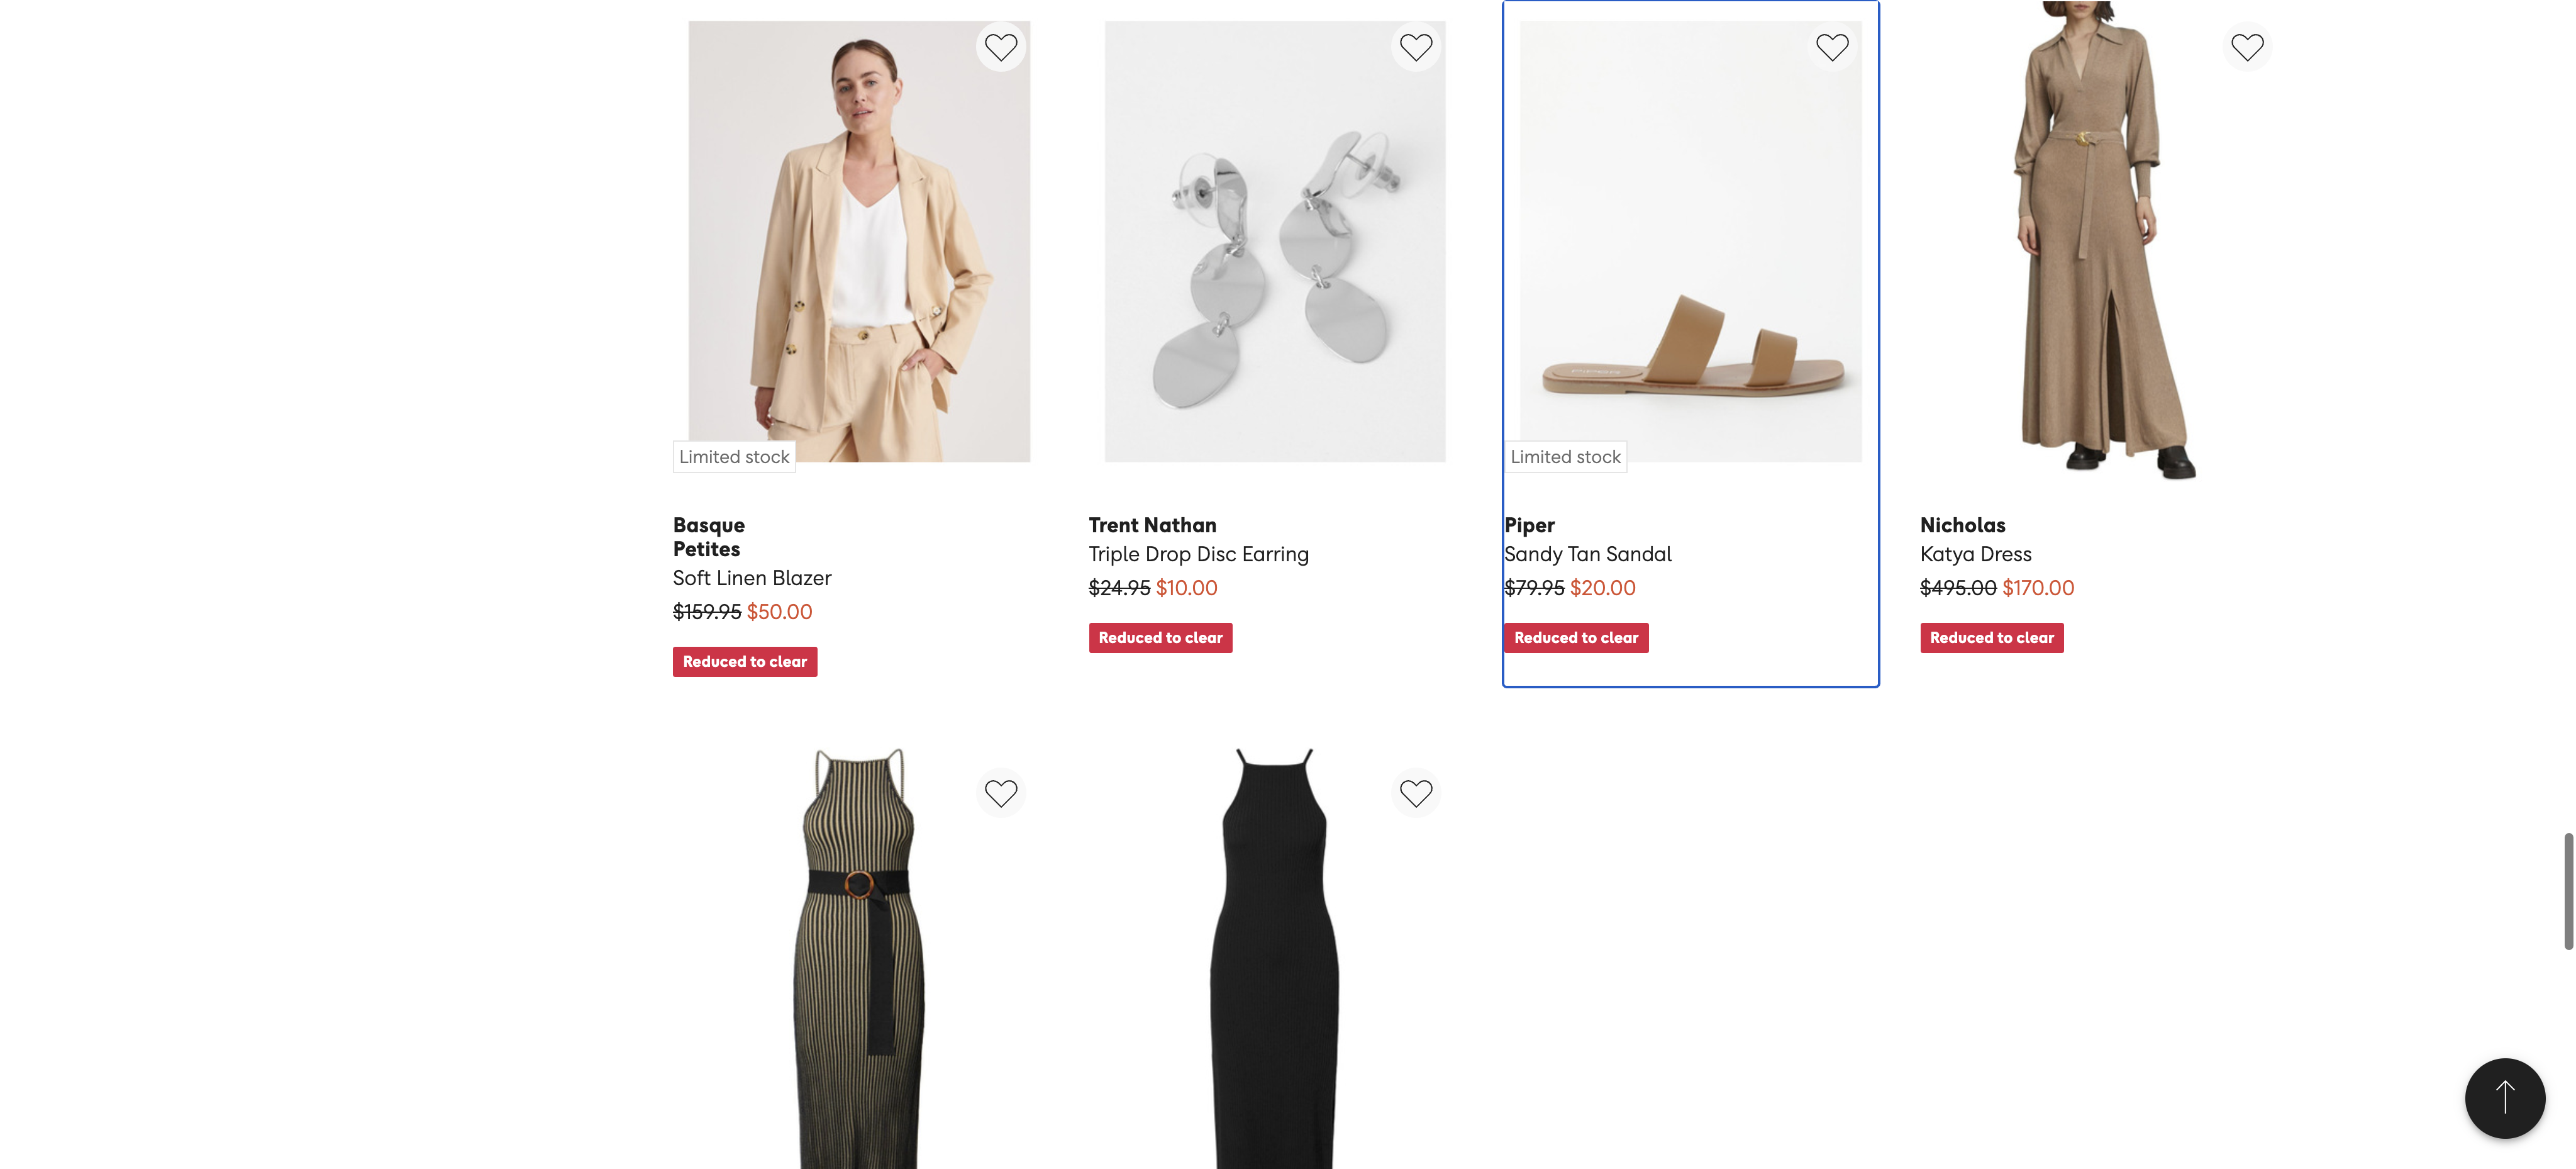 Limited stock
Basque
Petites
Soft Linen Blazer
$159.95 $50.00
Reduced to clear
Trent Nathan
Triple Drop Disc Earring
$24.95 $10.00
Reduced to clear
Limited stock
Piper
Sandy Tan Sandal
$79.95 $20.00
Reduced to clear
Nicholas
Katya Dress
$495.00 $170.00
Reduced to clear